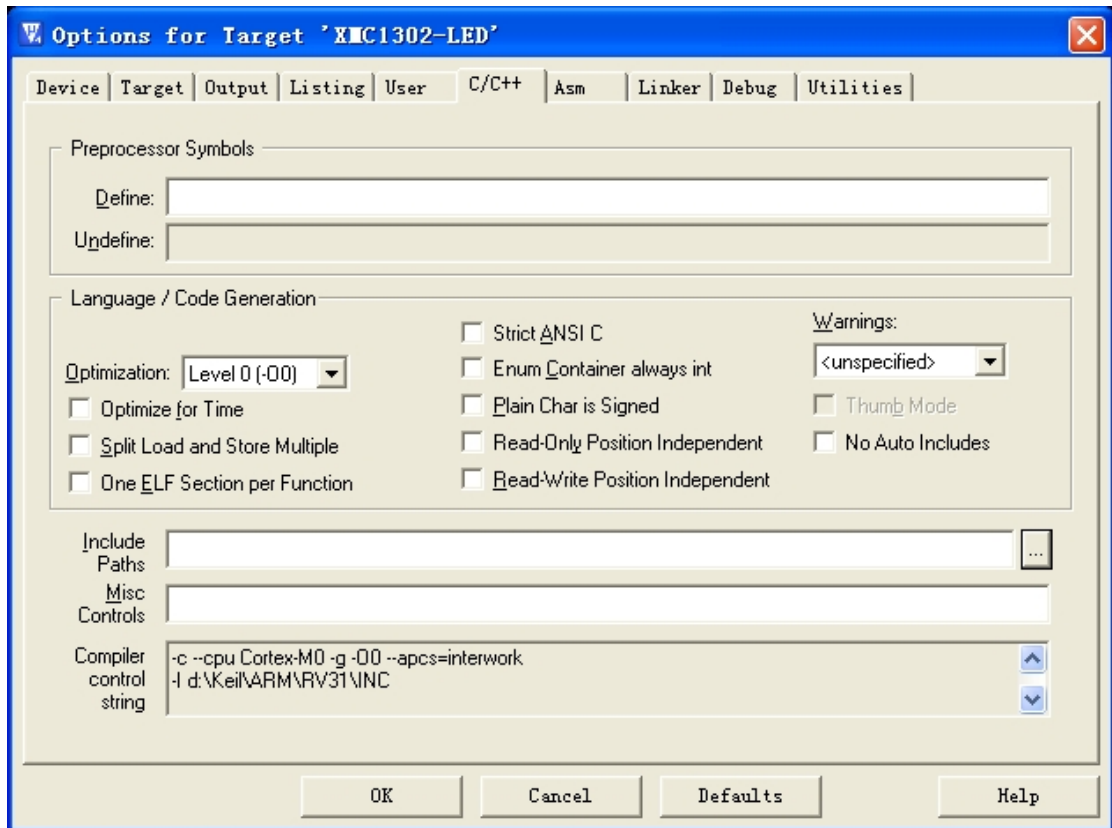 Options for Target 'XMC1302-LED'
Device Target Output Listing User C/C++ Asm Linker Debug Utilities
Preprocessor Symbols
Define:
Undefine:
Language / Code Generation
Optimization: Level 0 (-O0)
Optimize for Time
Split Load and Store Multiple
One ELF Section per Function
Strict ANSI C
Enum Container always int
Plain Char is Signed
Read-Only Position Independent
Read-Write Position Independent
Warnings:
<unspecified>
Thumb Mode
No Auto Includes
Include
Paths
...
Misc
Controls
Compiler
control
string
-c --cpu Cortex-M0 -g -O0 --apcs=interwork
-I d:\Keil\ARM\RV31\INC
OK Cancel Defaults Help